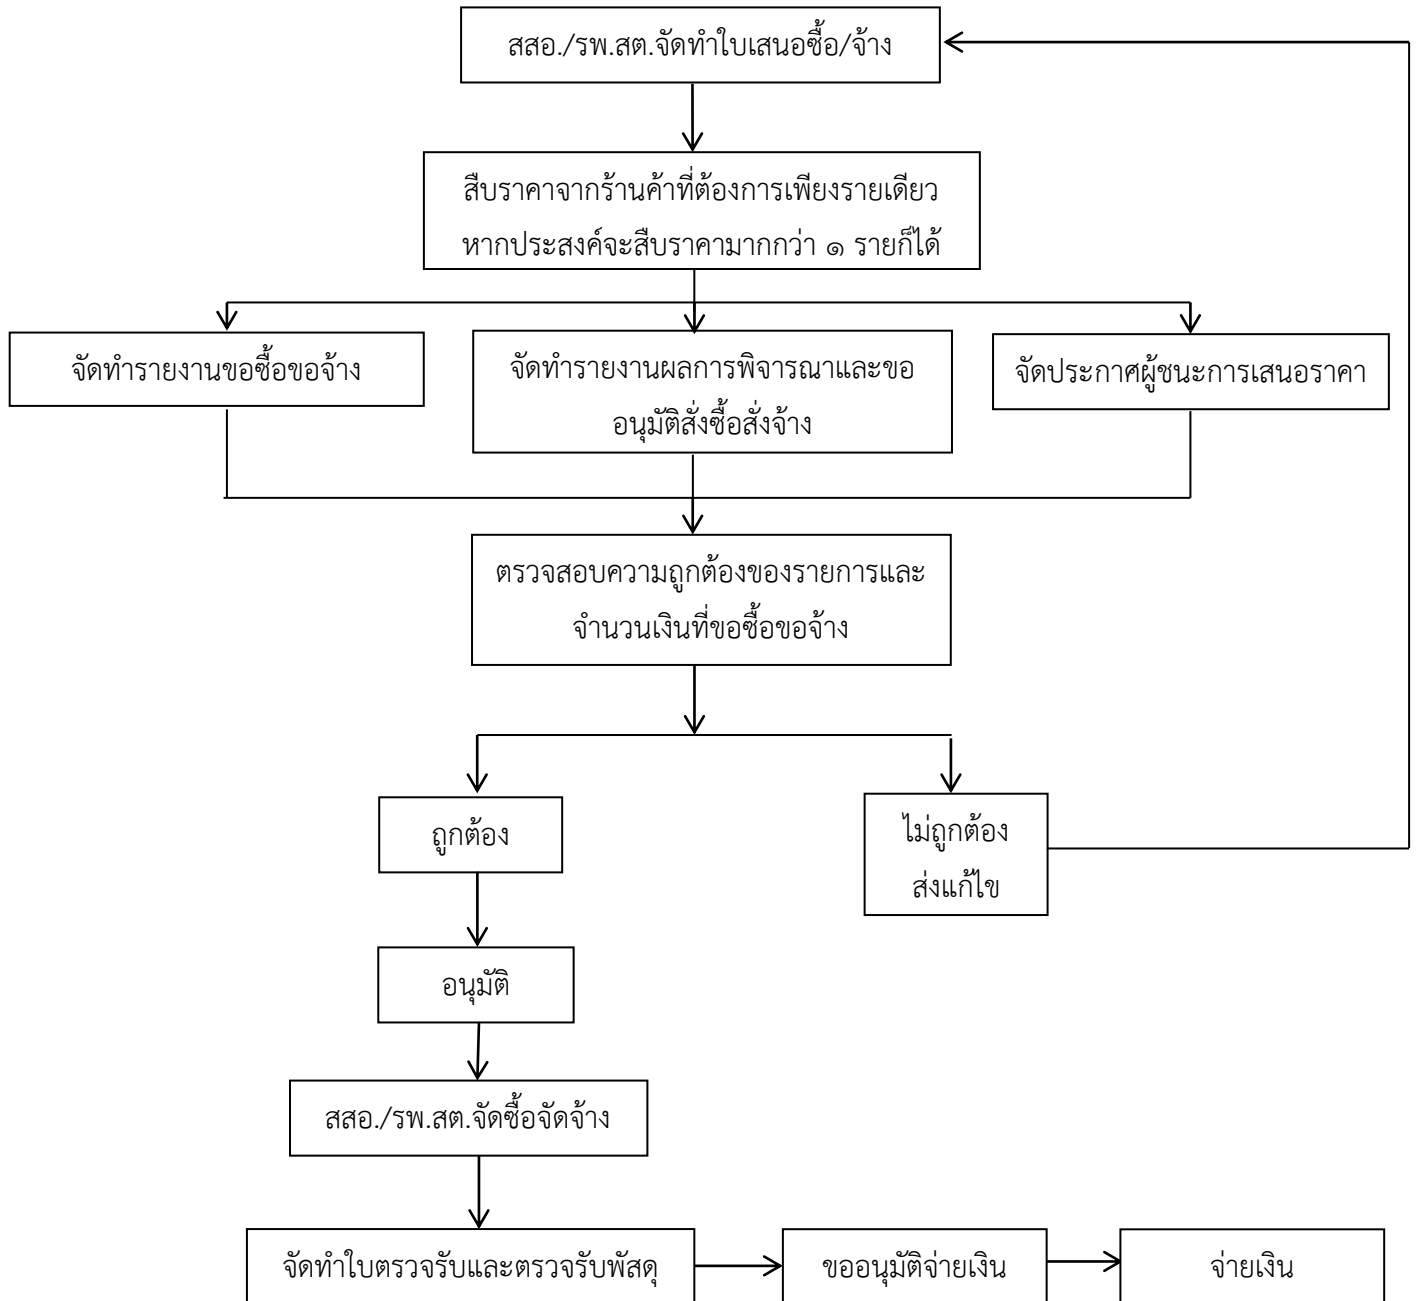 สสอ./รพ.สต.จัดทำใบเสนอซื้อ/จ้าง
สืบราคาจากร้านค้าที่ต้องการเพียงรายเดียว
หากประสงค์จะสืบราคามากกว่า ๑ รายก็ได้
จัดทำรายงานขอซื้อขอจ้าง
จัดทำรายงานผลการพิจารณาและขอ
อนุมัติสั่งซื้อสั่งจ้าง
จัดประกาศผู้ชนะการเสนอราคา
ตรวจสอบความถูกต้องของรายการและ
จำนวนเงินที่ขอซื้อขอจ้าง
ถูกต้อง
ไม่ถูกต้อง
ส่งแก้ไข
อนุมัติ
สสอ./รพ.สต.จัดซื้อจัดจ้าง
จัดทำใบตรวจรับและตรวจรับพัสดุ
ขออนุมัติจ่ายเงิน
จ่ายเงิน